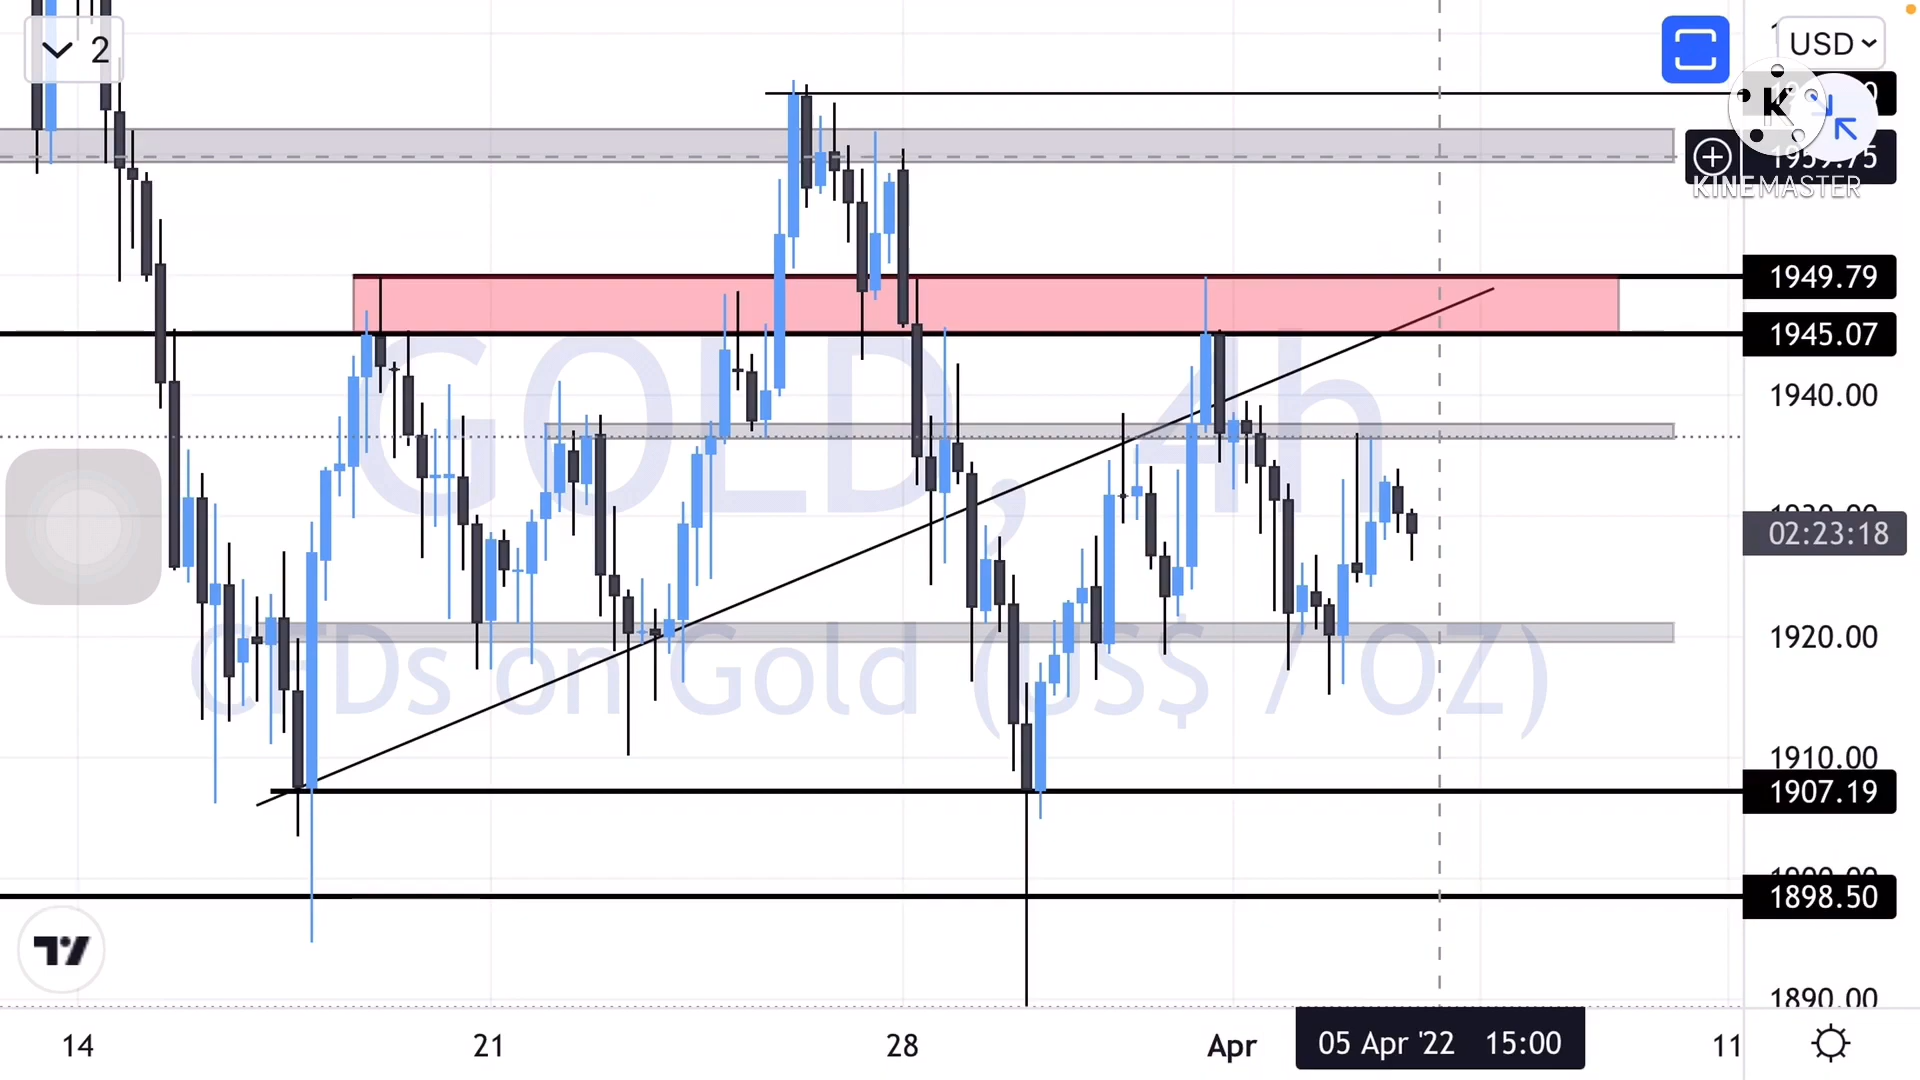 2
USD
K
1959.75
KINEMASTER
1949.79
1945.07
GOLD, 4h
1940.00
02:23:18
1920.00
CFDs on Gold (US$ / OZ)
1910.00
1907.19
1898.50
1890.00
14 21 28 Apr 05 Apr '22 15:00 11